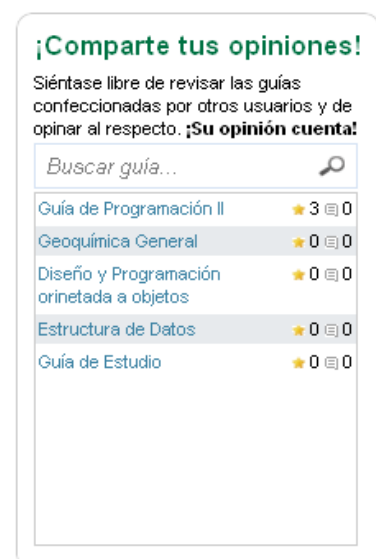 ¡Comparte tus opiniones!
Siéntase libre de revisar las guías
confeccionadas por otros usuarios y de
opinar al respecto. ¡Su opinión cuenta!
Buscar guía...
Guía de Programación II 3 0
Geoquímica General 0 0
Diseño y Programación 0 0
orinetada a objetos
Estructura de Datos 0 0
Guía de Estudio 0 0